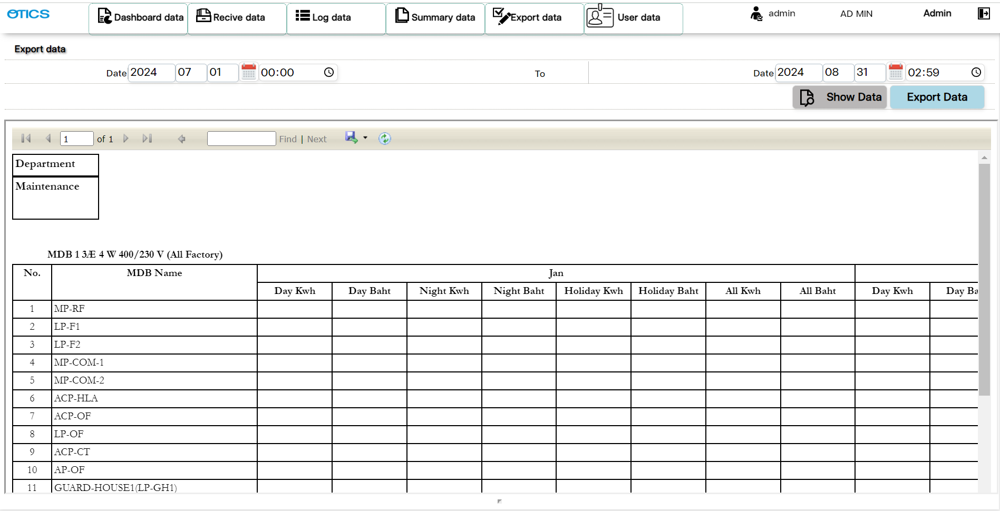 OTICS
Dashboard data
Recive data
Log data
Summary data
Export data
User data
admin
AD MIN
Admin
Export data
Date 2024 07 01 00:00
To
Date 2024 08 31 02:59
Show Data
Export Data
1 of 1
Find | Next
Department
Maintenance
MDB 1 3Æ 4 W 400/230 V (All Factory)
No. MDB Name Jan
Day Kwh Day Baht Night Kwh Night Baht Holiday Kwh Holiday Baht All Kwh All Baht Day Kwh Day Ba
1 MP-RF
2 LP-F1
3 LP-F2
4 MP-COM-1
5 MP-COM-2
6 ACP-HLA
7 ACP-OF
8 LP-OF
9 ACP-CT
10 AP-OF
11 GUARD-HOUSE1(LP-GH1)